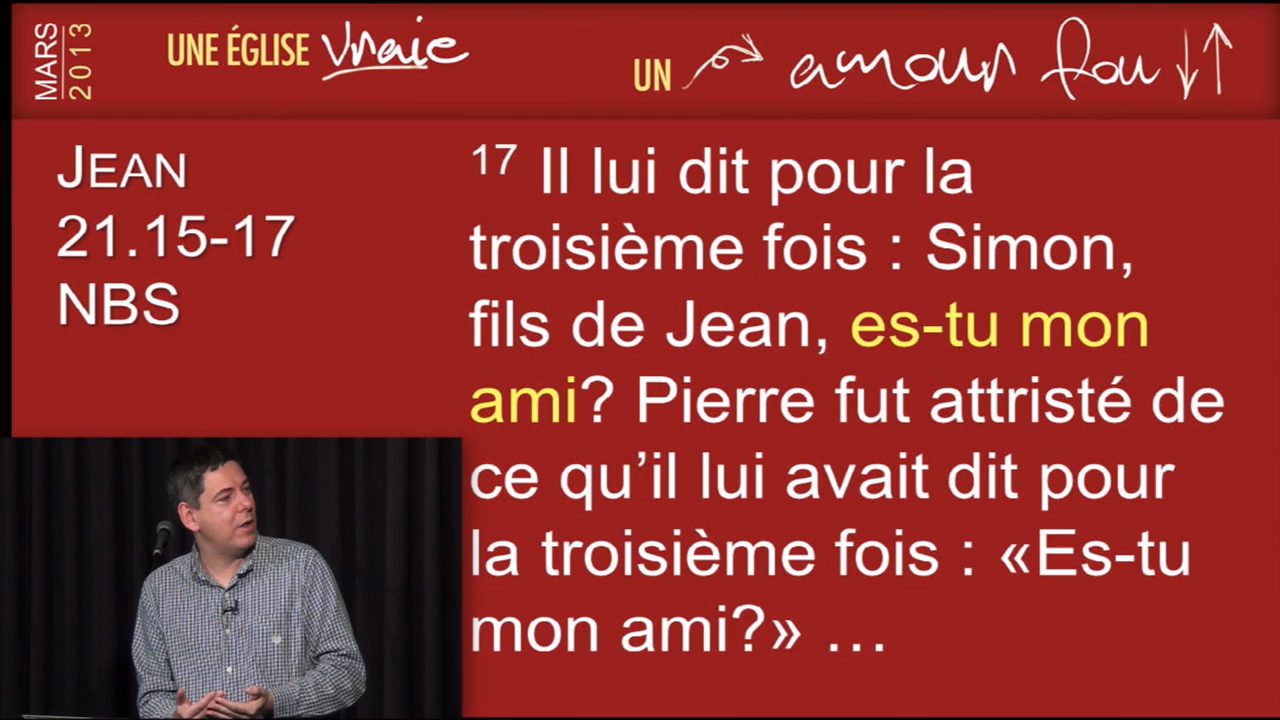 MARS
2013
UNE ÉGLISE vraie
UN amour fou
JEAN
21.15-17
NBS
17 Il lui dit pour la
troisième fois : Simon,
fils de Jean, es-tu mon
ami? Pierre fut attristé de
ce qu’il lui avait dit pour
la troisième fois : «Es-tu
mon ami?» …